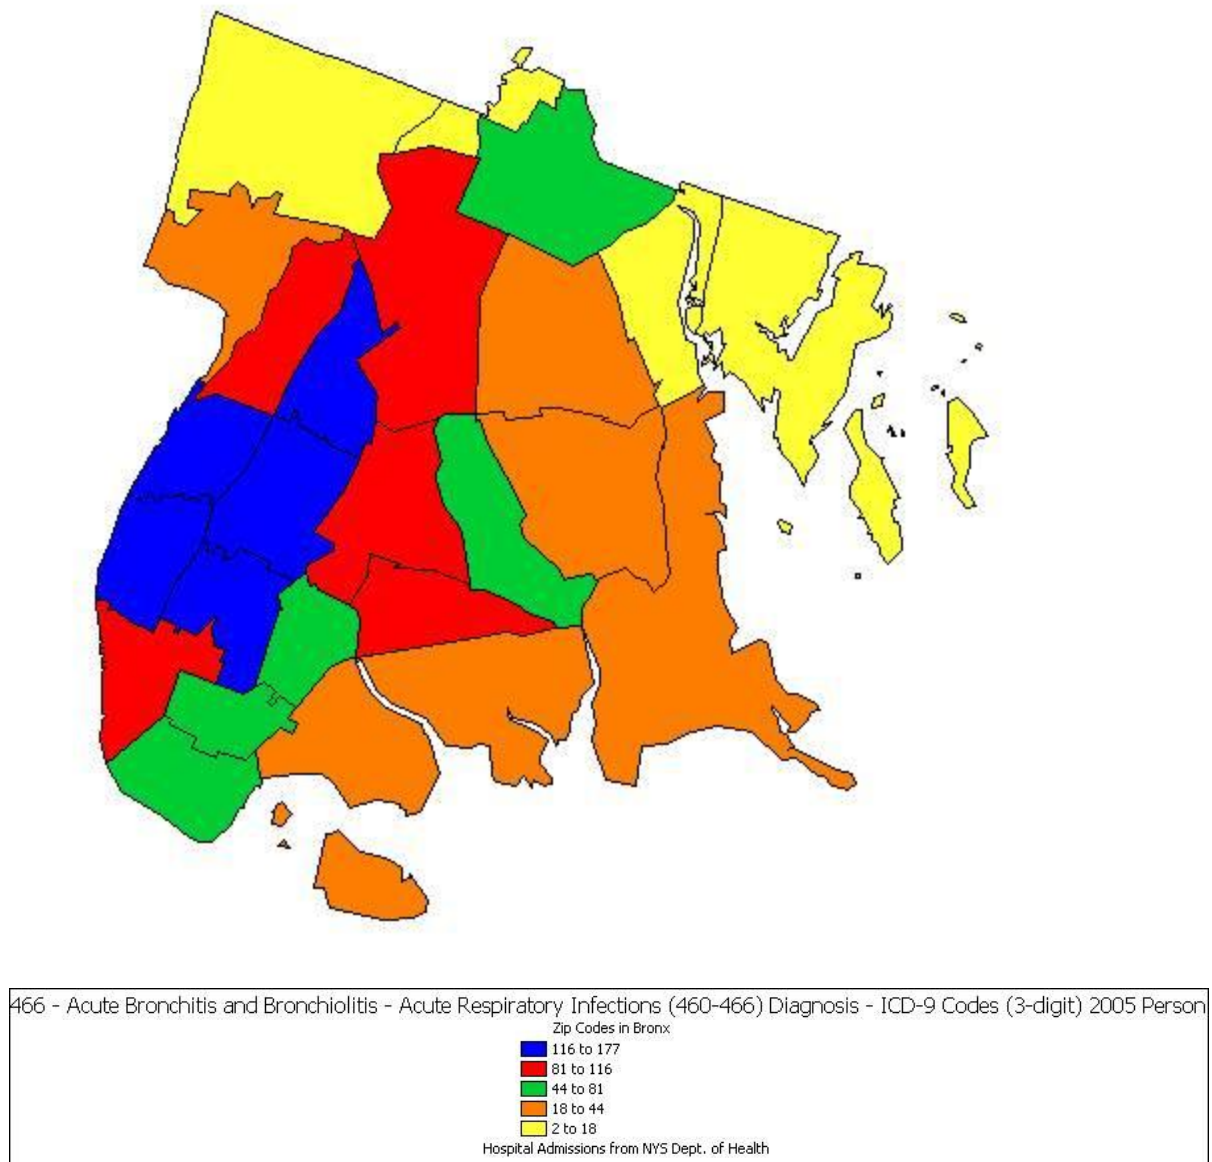 466 - Acute Bronchitis and Bronchiolitis - Acute Respiratory Infections (460-466) Diagnosis - ICD-9 Codes (3-digit) 2005 Person
Zip Codes in Bronx
116 to 177
81 to 116
44 to 81
18 to 44
2 to 18
Hospital Admissions from NYS Dept. of Health